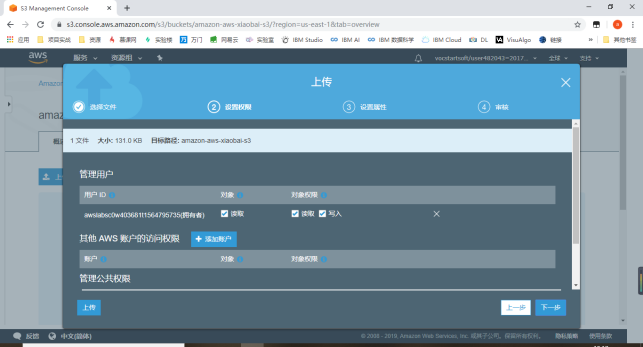 S3 Management Console
s3.console.aws.amazon.com/s3/buckets/amazon-aws-xiaobai-s3/?region=us-east-1&tab=overview
应用 项目实战 资源 慕课网 实验楼 万门 网易云 实验室 IBM Studio IBM AI IBM 数据科学 IBM Cloud DL VisuAlgo 链接 » 其他书签
aws 服务 资源组 全球 支持
Amazon
amaz
上传
1 选择文件 2 设置权限 3 设置属性 4 审核
1 文件 大小: 131.0 KB 目标路径: amazon-aws-xiaobai-s3
管理用户
用户 ID 对象 对象权限
读取 读取 写入
其他 AWS 账户的访问权限 + 添加账户
账户 对象 对象权限
管理公共权限
上传 上一步 下一步
反馈 中文(简体) © 2008 - 2019, Amazon Web Services, Inc. 或其子公司。保留所有权利。 隐私策略 使用条款